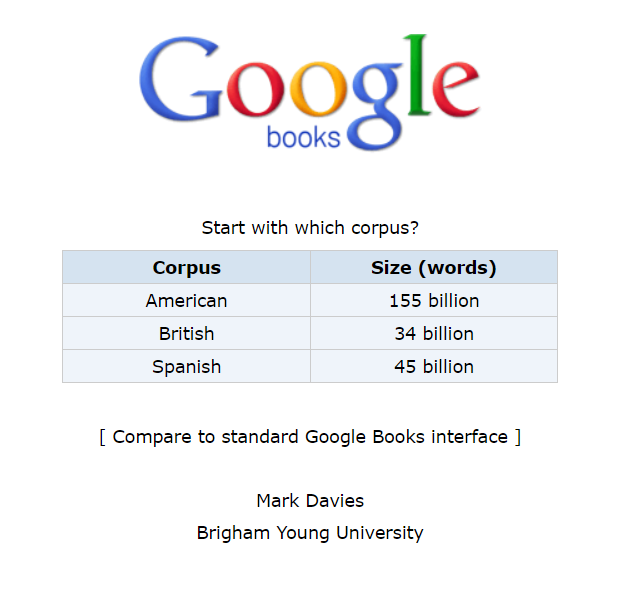 Google
books
Start with which corpus?
Corpus Size (words)
American 155 billion
British 34 billion
Spanish 45 billion
[ Compare to standard Google Books interface ]
Mark Davies
Brigham Young University